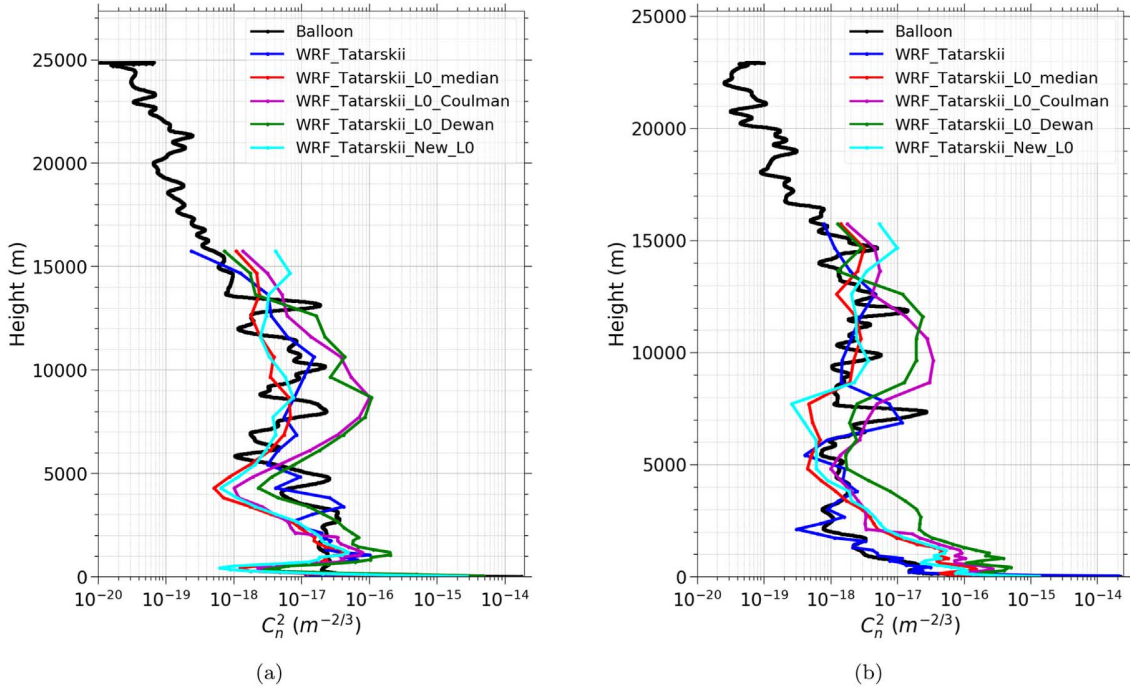 Balloon
WRF_Tatarskii
WRF_Tatarskii_L0_median
WRF_Tatarskii_L0_Coulman
WRF_Tatarskii_L0_Dewan
WRF_Tatarskii_New_L0
25000
20000
15000
10000
5000
0
Height (m)
10⁻²⁰ 10⁻¹⁹ 10⁻¹⁸ 10⁻¹⁷ 10⁻¹⁶ 10⁻¹⁵ 10⁻¹⁴
C_n^2 (m^{-2/3})
(a)
Balloon
WRF_Tatarskii
WRF_Tatarskii_L0_median
WRF_Tatarskii_L0_Coulman
WRF_Tatarskii_L0_Dewan
WRF_Tatarskii_New_L0
25000
20000
15000
10000
5000
0
Height (m)
10⁻²⁰ 10⁻¹⁹ 10⁻¹⁸ 10⁻¹⁷ 10⁻¹⁶ 10⁻¹⁵ 10⁻¹⁴
C_n^2 (m^{-2/3})
(b)